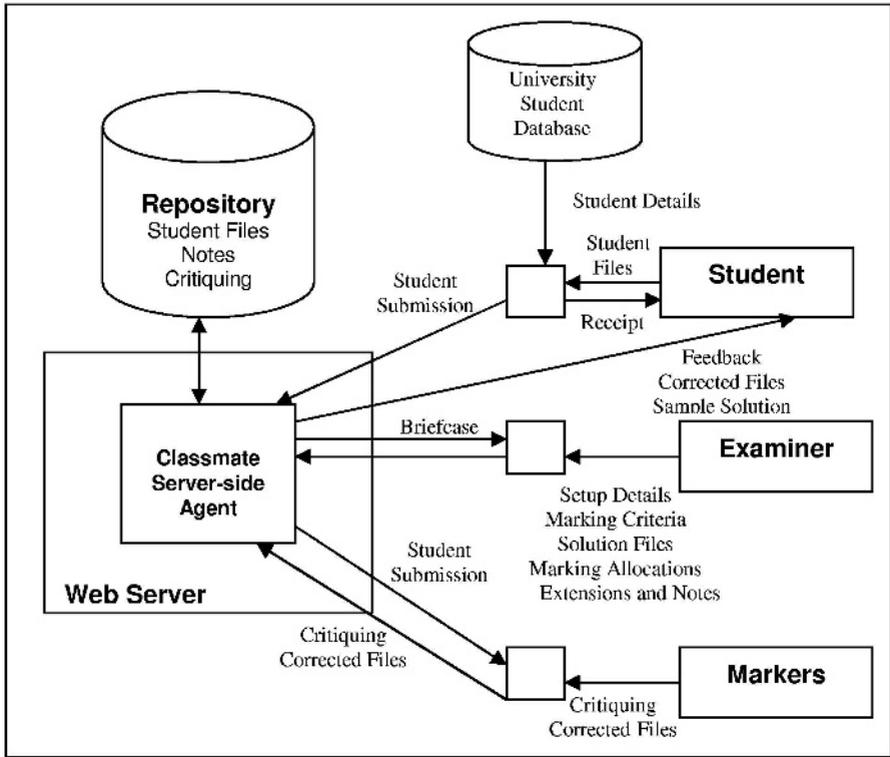 University
Student
Database
Repository
Student Files
Notes
Critiquing
Student Details
Student
Files
Student
Student
Submission
Receipt
Feedback
Corrected Files
Sample Solution
Briefcase
Examiner
Classmate
Server-side
Agent
Setup Details
Marking Criteria
Solution Files
Marking Allocations
Extensions and Notes
Student
Submission
Web Server
Critiquing
Corrected Files
Markers
Critiquing
Corrected Files